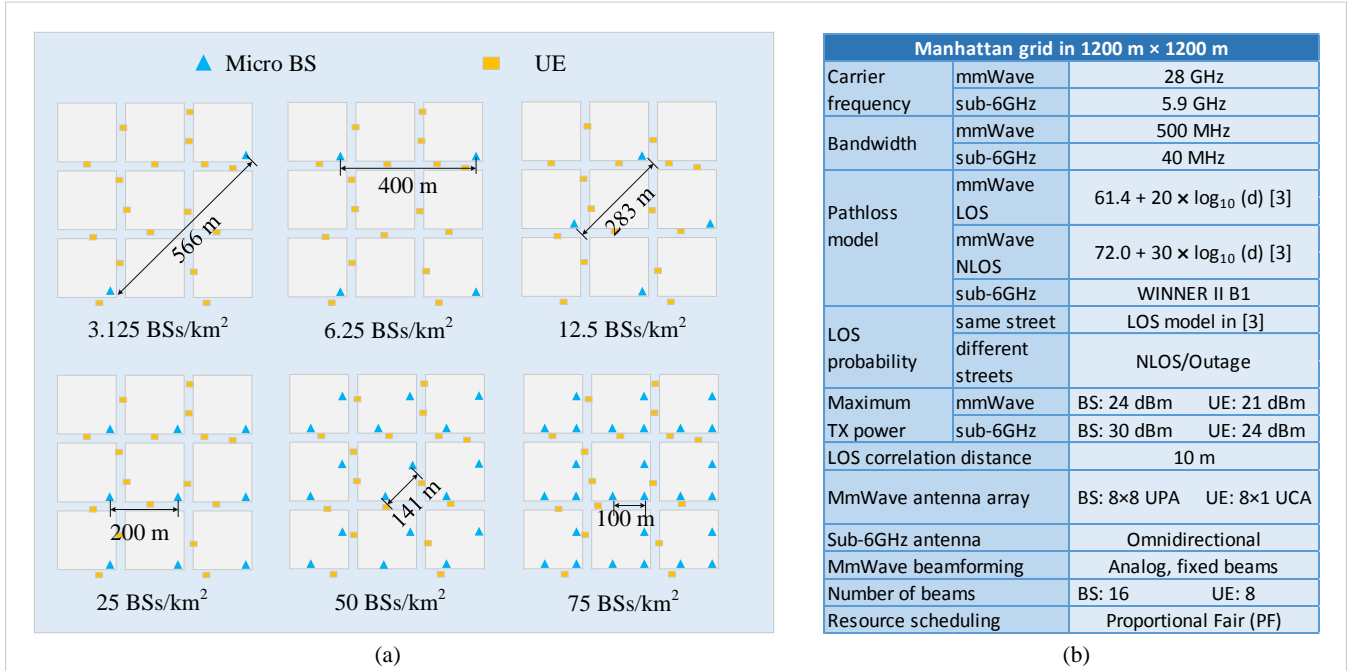 Micro BS
UE
566 m
3.125 BSs/km²
400 m
6.25 BSs/km²
283 m
12.5 BSs/km²
200 m
25 BSs/km²
141 m
50 BSs/km²
100 m
75 BSs/km²
(a)
Manhattan grid in 1200 m × 1200 m
Carrier frequency mmWave 28 GHz
sub-6GHz 5.9 GHz
Bandwidth mmWave 500 MHz
sub-6GHz 40 MHz
Pathloss model mmWave LOS 61.4 + 20 × log₁₀ (d) [3]
mmWave NLOS 72.0 + 30 × log₁₀ (d) [3]
sub-6GHz WINNER II B1
LOS probability same street LOS model in [3]
different streets NLOS/Outage
Maximum TX power mmWave BS: 24 dBm UE: 21 dBm
sub-6GHz BS: 30 dBm UE: 24 dBm
LOS correlation distance 10 m
MmWave antenna array BS: 8×8 UPA UE: 8×1 UCA
Sub-6GHz antenna Omnidirectional
MmWave beamforming Analog, fixed beams
Number of beams BS: 16 UE: 8
Resource scheduling Proportional Fair (PF)
(b)